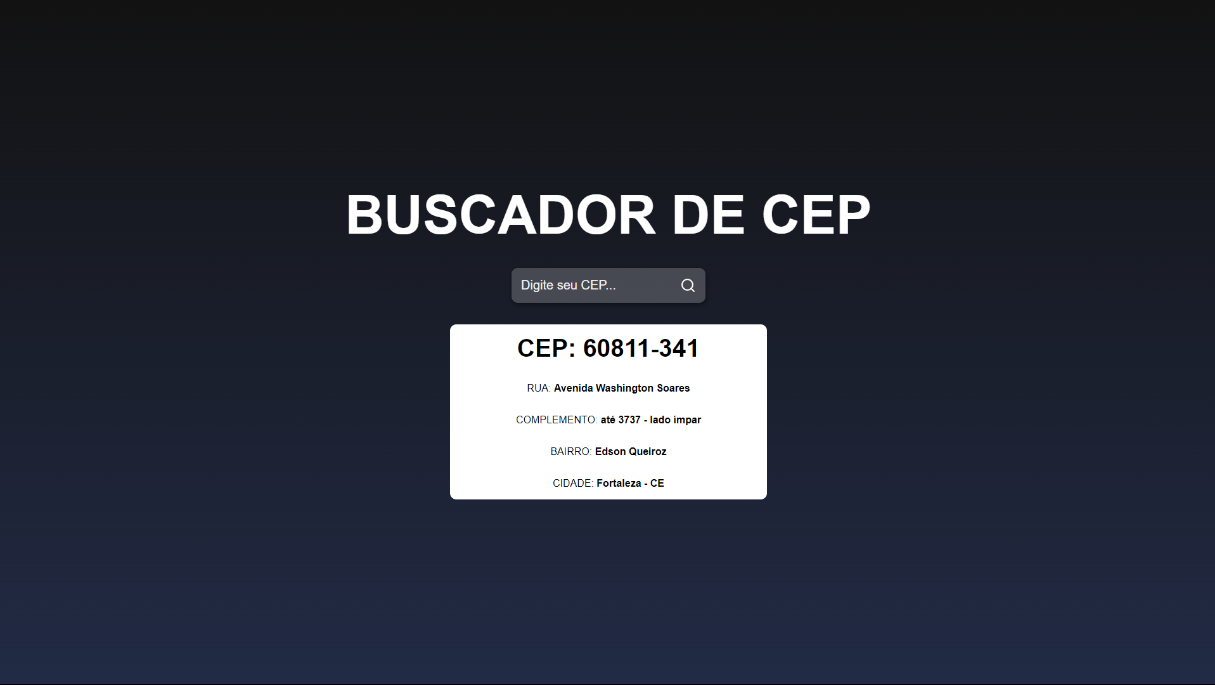 BUSCADOR DE CEP
Digite seu CEP...
CEP: 60811-341
RUA: Avenida Washington Soares
COMPLEMENTO: até 3737 - lado ímpar
BAIRRO: Edson Queiroz
CIDADE: Fortaleza - CE